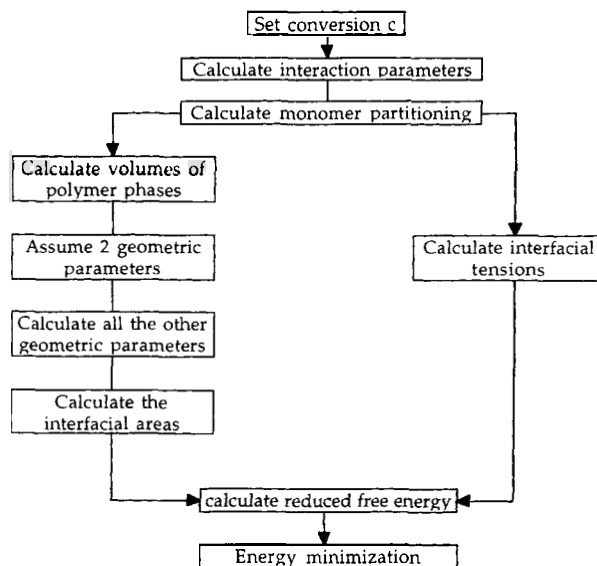 Set conversion c
Calculate interaction parameters
Calculate monomer partitioning
Calculate volumes of
polymer phases
Assume 2 geometric
parameters
Calculate all the other
geometric parameters
Calculate the
interfacial areas
Calculate interfacial
tensions
calculate reduced free energy
Energy minimization